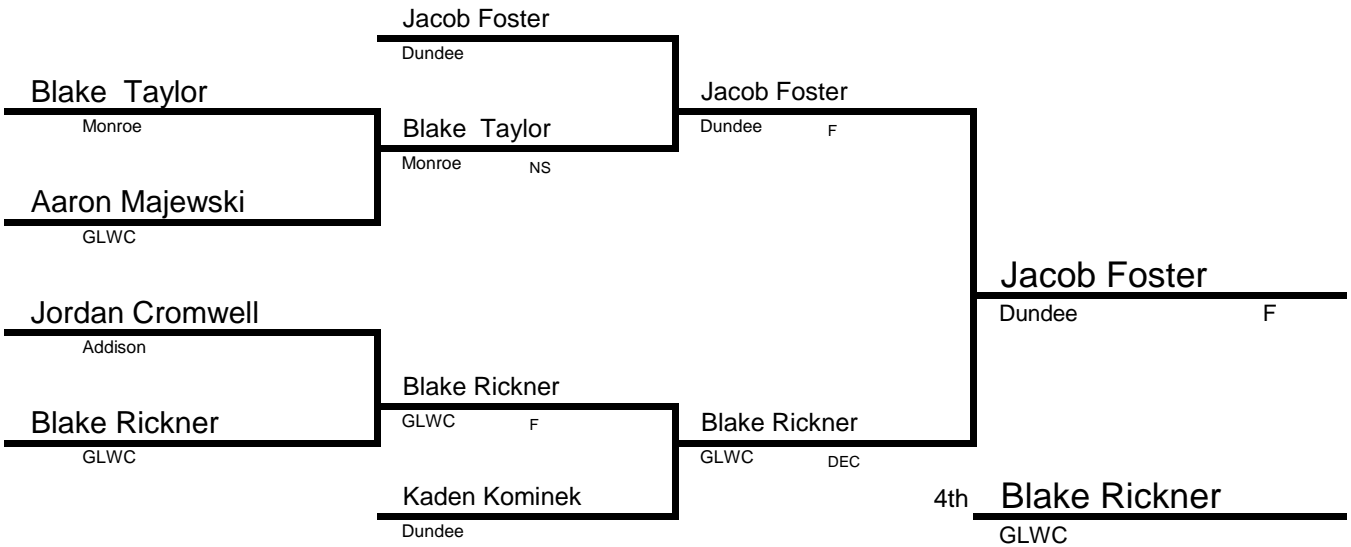 Jacob Foster
Dundee
Blake  Taylor
Monroe
Aaron Majewski
GLWC
Jordan Cromwell
Addison
Blake Rickner
GLWC
Blake  Taylor
Monroe NS
Blake Rickner
GLWC F
Kaden Kominek
Dundee
Jacob Foster
Dundee F
Blake Rickner
GLWC DEC
Jacob Foster
Dundee F
4th Blake Rickner
GLWC